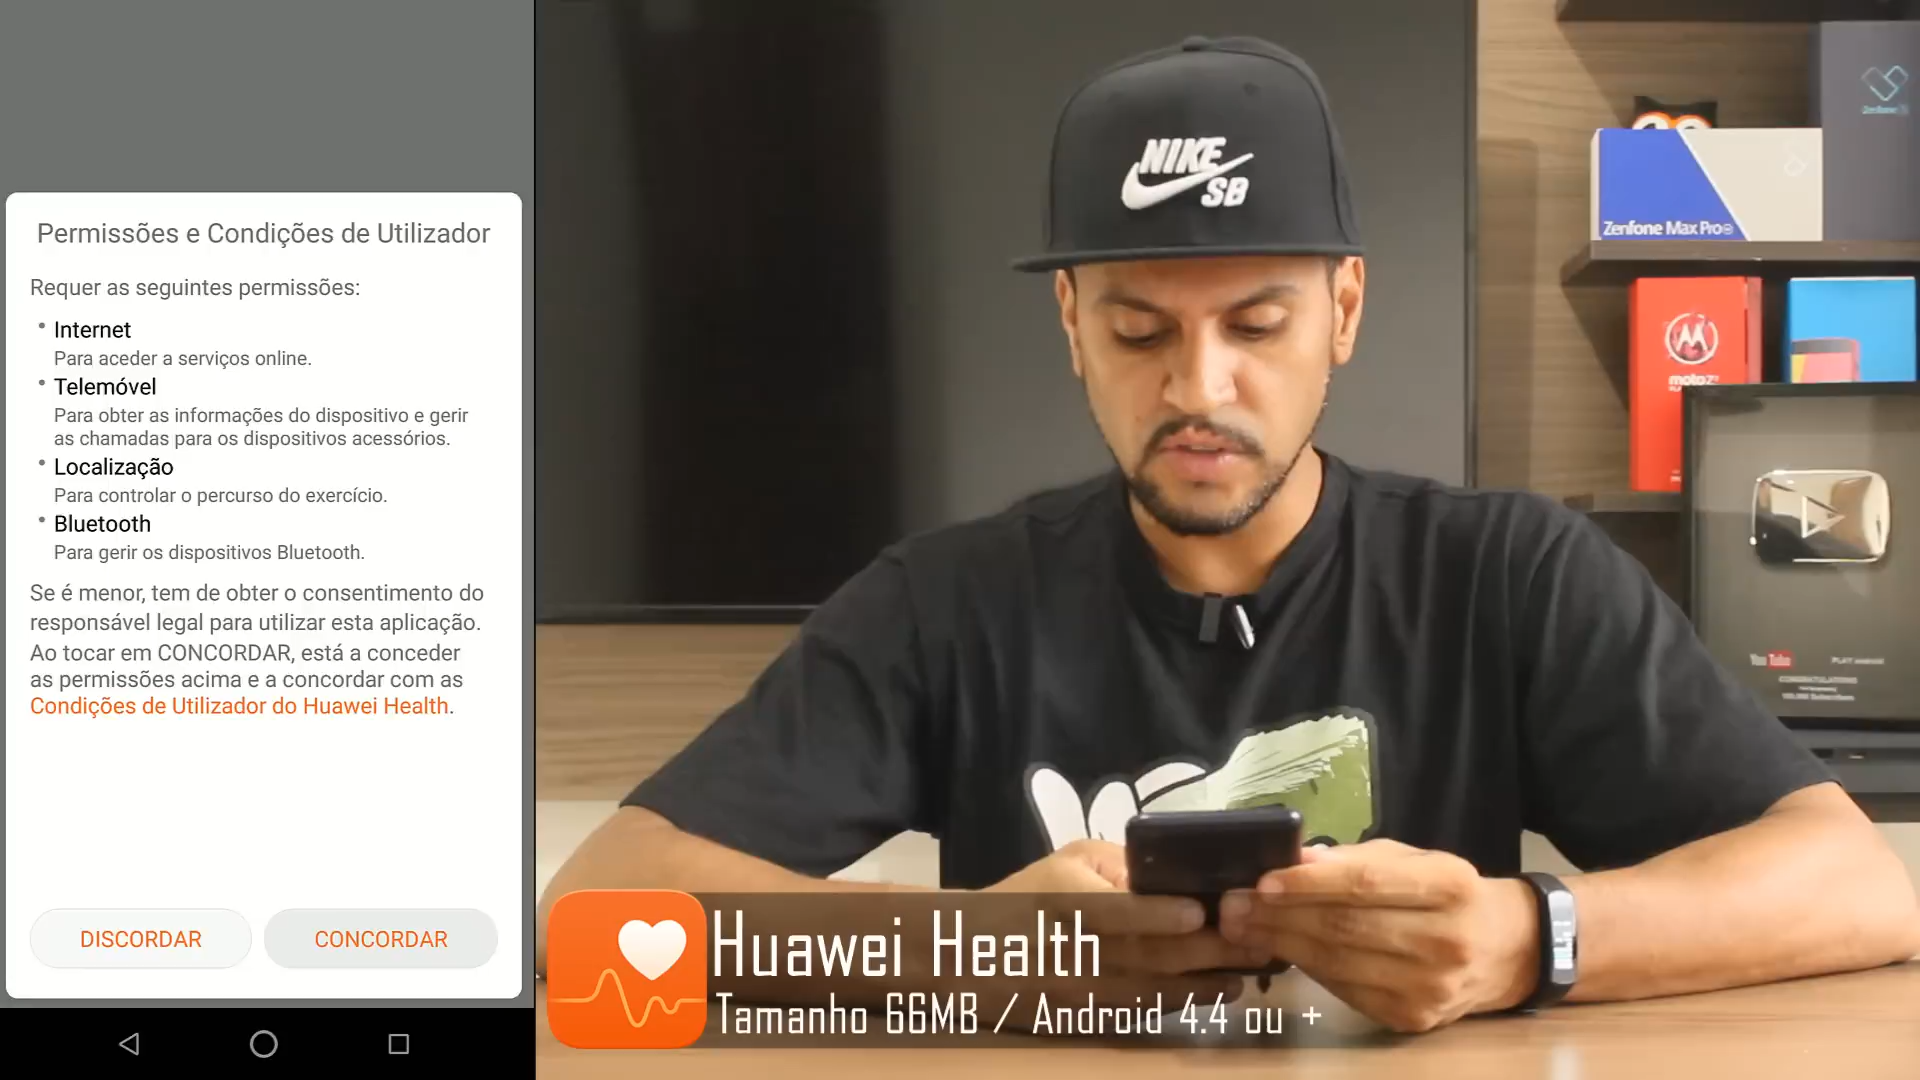 Permissões e Condições de Utilizador
Requer as seguintes permissões:
• Internet
Para aceder a serviços online.
• Telemóvel
Para obter as informações do dispositivo e gerir
as chamadas para os dispositivos acessórios.
• Localização
Para controlar o percurso do exercício.
• Bluetooth
Para gerir os dispositivos Bluetooth.
Se é menor, tem de obter o consentimento do
responsável legal para utilizar esta aplicação.
Ao tocar em CONCORDAR, está a conceder
as permissões acima e a concordar com as
Condições de Utilizador do Huawei Health.
DISCORDAR
CONCORDAR
NIKE
SB
Zenfone Max Pro
moto z
YouTube
PLAY android
CONGRATULATIONS
Huawei Health
Tamanho 66MB / Android 4.4 ou +